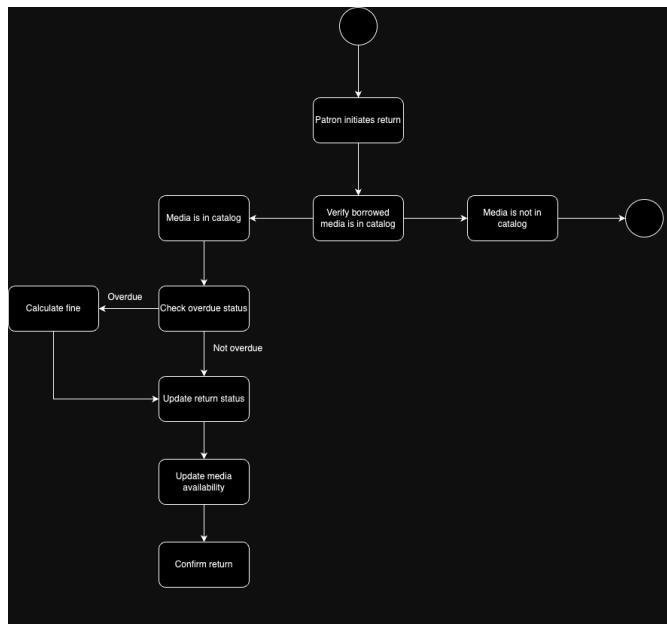 Patron initiates return
Media is in catalog
Verify borrowed
media is in catalog
Media is not in
catalog
Calculate fine
Overdue
Check overdue status
Not overdue
Update return status
Update media
availability
Confirm return